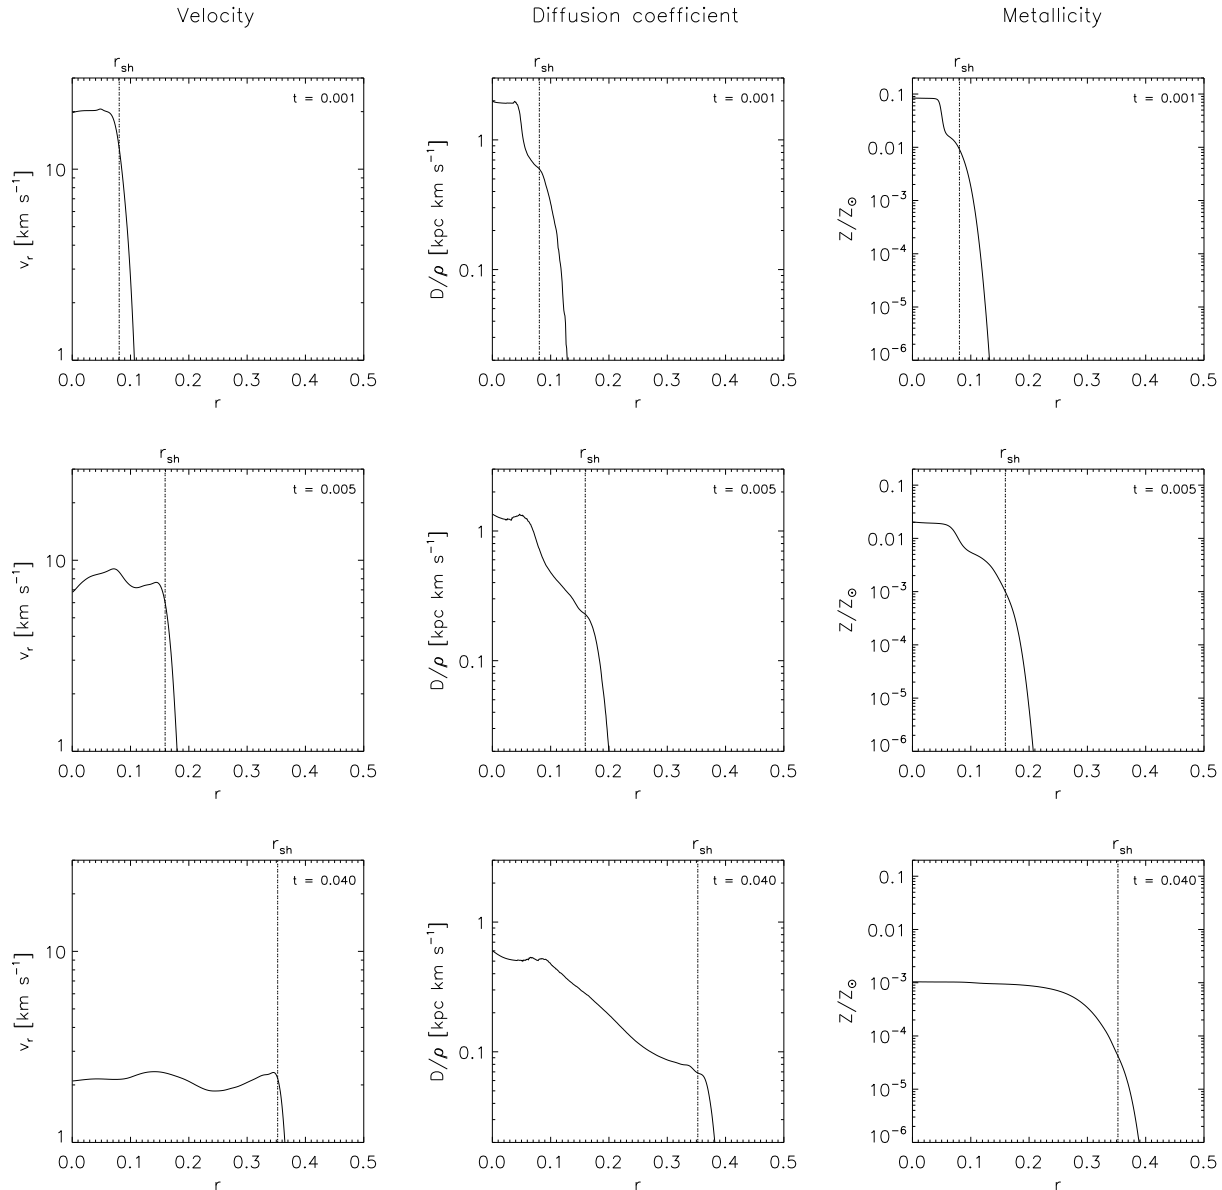 Velocity Diffusion coefficient Metallicity
r_sh r_sh r_sh
t = 0.001 t = 0.001 t = 0.001
v_r [km s⁻¹] D/ρ [kpc km s⁻¹] Z/Z☉
10 1
1 0.1
0.1 0.01 10⁻³ 10⁻⁴ 10⁻⁵ 10⁻⁶
0.0 0.1 0.2 0.3 0.4 0.5 0.0 0.1 0.2 0.3 0.4 0.5 0.0 0.1 0.2 0.3 0.4 0.5
r r r
r_sh r_sh r_sh
t = 0.005 t = 0.005 t = 0.005
v_r [km s⁻¹] D/ρ [kpc km s⁻¹] Z/Z☉
10 1
1 0.1
0.1 0.01 10⁻³ 10⁻⁴ 10⁻⁵ 10⁻⁶
0.0 0.1 0.2 0.3 0.4 0.5 0.0 0.1 0.2 0.3 0.4 0.5 0.0 0.1 0.2 0.3 0.4 0.5
r r r
r_sh r_sh r_sh
t = 0.040 t = 0.040 t = 0.040
v_r [km s⁻¹] D/ρ [kpc km s⁻¹] Z/Z☉
10 1
1 0.1
0.1 0.01 10⁻³ 10⁻⁴ 10⁻⁵ 10⁻⁶
0.0 0.1 0.2 0.3 0.4 0.5 0.0 0.1 0.2 0.3 0.4 0.5 0.0 0.1 0.2 0.3 0.4 0.5
r r r